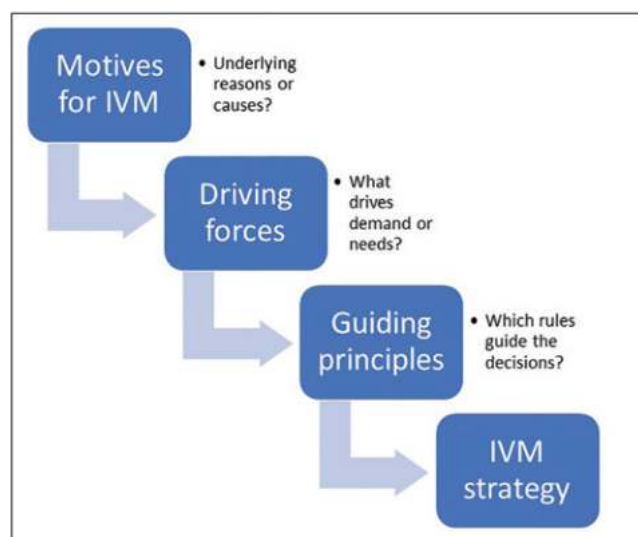 Motives
for IVM
• Underlying
reasons or
causes?
Driving
forces
• What
drives
demand or
needs?
Guiding
principles
• Which rules
guide the
decisions?
IVM
strategy